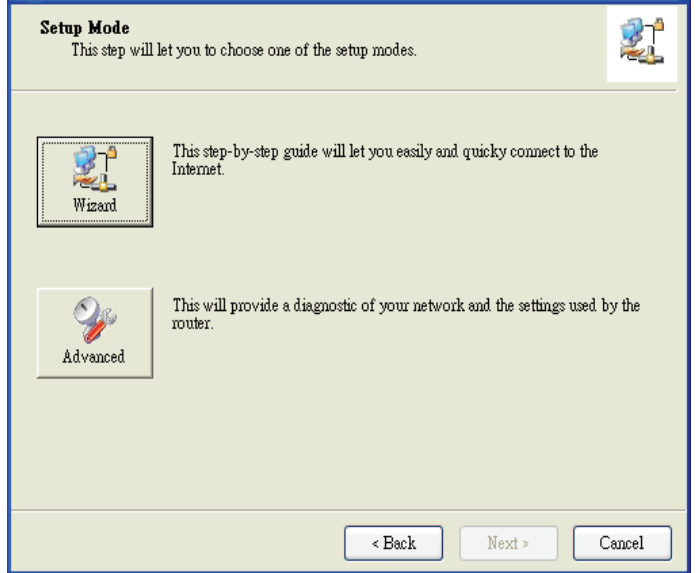 Setup Mode
This step will let you to choose one of the setup modes.
This step-by-step guide will let you easily and quicky connect to the
Internet.
Wizard
This will provide a diagnostic of your network and the settings used by the
router.
Advanced
< Back
Next >
Cancel